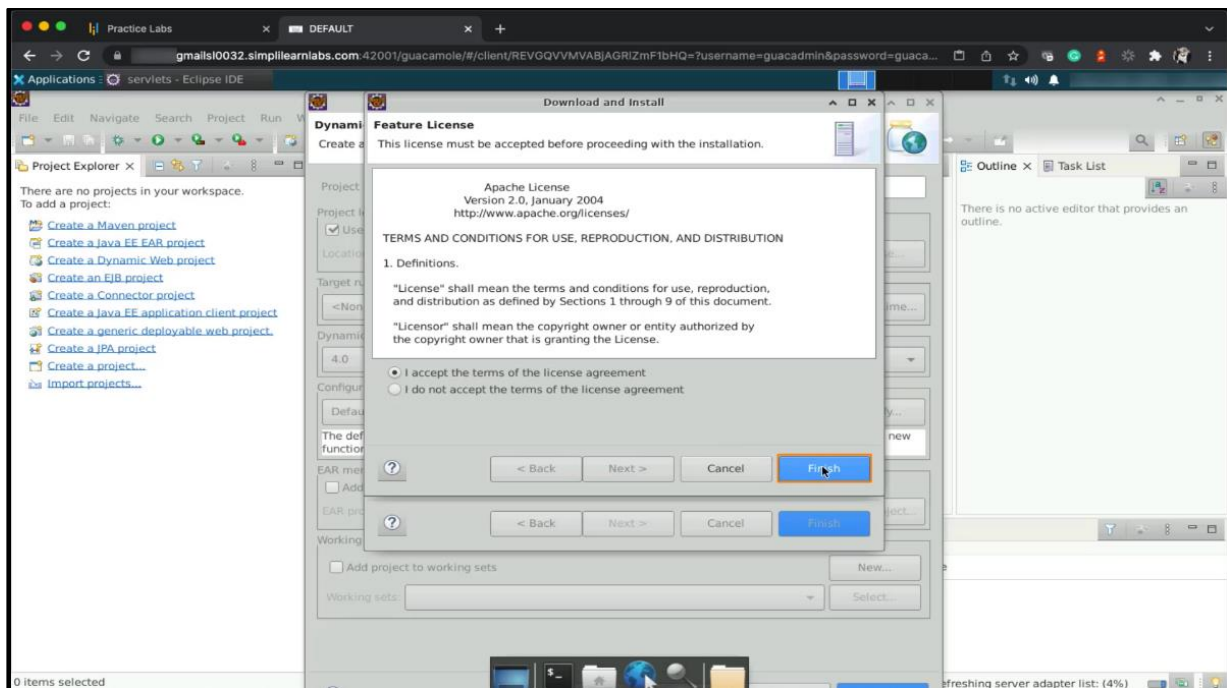 Practice Labs
DEFAULT
gmailsl0032.simplilearnlabs.com:42001/guacamole/#/client/REVGQVVMVABjAGRlZmF1bHQ=?username=guacadmin&password=guaca...
Applications
servlets - Eclipse IDE
File Edit Navigate Search Project Run
Project Explorer
There are no projects in your workspace.
To add a project:
Create a Maven project
Create a Java EE EAR project
Create a Dynamic Web project
Create an EJB project
Create a Connector project
Create a Java EE application client project
Create a generic deployable web project.
Create a JPA project
Create a project...
Import projects...
0 items selected
Dynami
Create a
Project
Project l
Use
Locatio
Target ru
<Non
ime...
Dynamic
4.0
Configur
Defau
y...
The def
new
function
EAR mem
Add
EAR pro
ject...
Working
Add project to working sets
New...
Working sets:
Select...
Download and Install
Feature License
This license must be accepted before proceeding with the installation.
Apache License
Version 2.0, January 2004
http://www.apache.org/licenses/
TERMS AND CONDITIONS FOR USE, REPRODUCTION, AND DISTRIBUTION
1. Definitions.
"License" shall mean the terms and conditions for use, reproduction,
and distribution as defined by Sections 1 through 9 of this document.
"Licensor" shall mean the copyright owner or entity authorized by
the copyright owner that is granting the License.
I accept the terms of the license agreement
I do not accept the terms of the license agreement
< Back Next > Cancel Finish
< Back Next > Cancel Finish
Outline
Task List
There is no active editor that provides an
outline.
efreshing server adapter list: (4%)